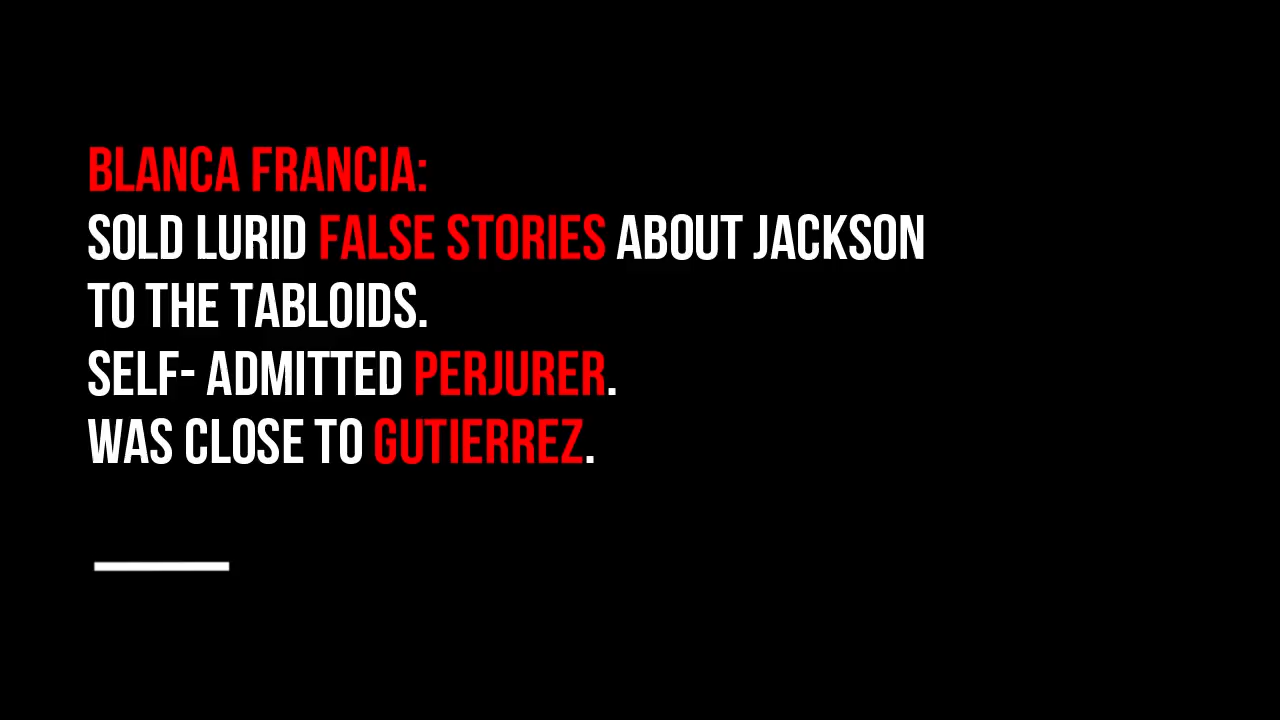 BLANCA FRANCIA:
SOLD LURID FALSE STORIES ABOUT JACKSON
TO THE TABLOIDS.
SELF- ADMITTED PERJURER.
WAS CLOSE TO GUTIERREZ.